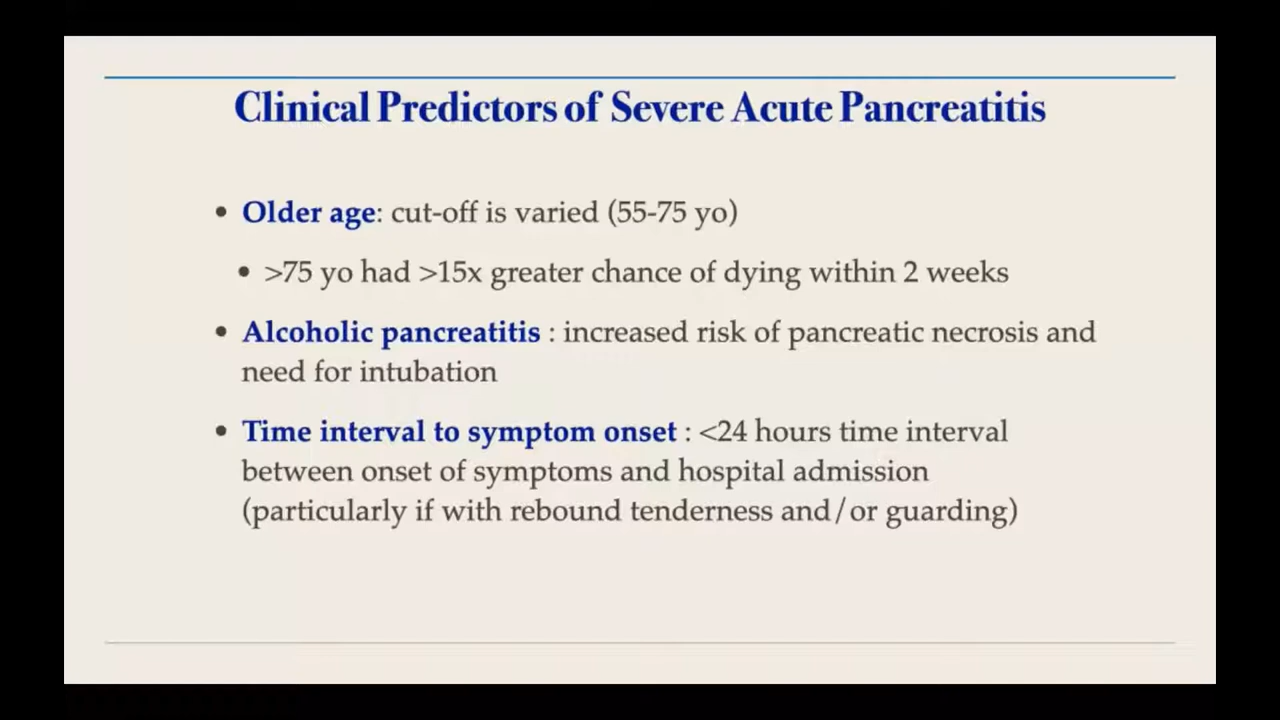 Clinical Predictors of Severe Acute Pancreatitis
• Older age: cut-off is varied (55-75 yo)
• >75 yo had >15x greater chance of dying within 2 weeks
• Alcoholic pancreatitis : increased risk of pancreatic necrosis and
need for intubation
• Time interval to symptom onset : <24 hours time interval
between onset of symptoms and hospital admission
(particularly if with rebound tenderness and/or guarding)